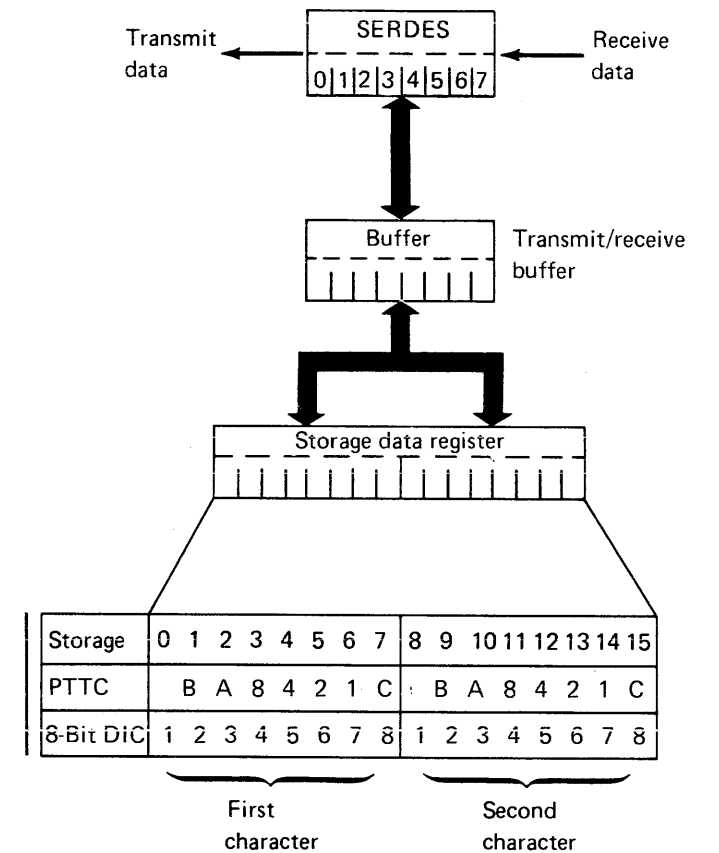 SERDES
Transmit data
Receive data
0 1 2 3 4 5 6 7
Buffer
Transmit/receive buffer
Storage data register
Storage 0 1 2 3 4 5 6 7 8 9 10 11 12 13 14 15
PTTC B A 8 4 2 1 C B A 8 4 2 1 C
8-Bit DIC 1 2 3 4 5 6 7 8 1 2 3 4 5 6 7 8
First character
Second character